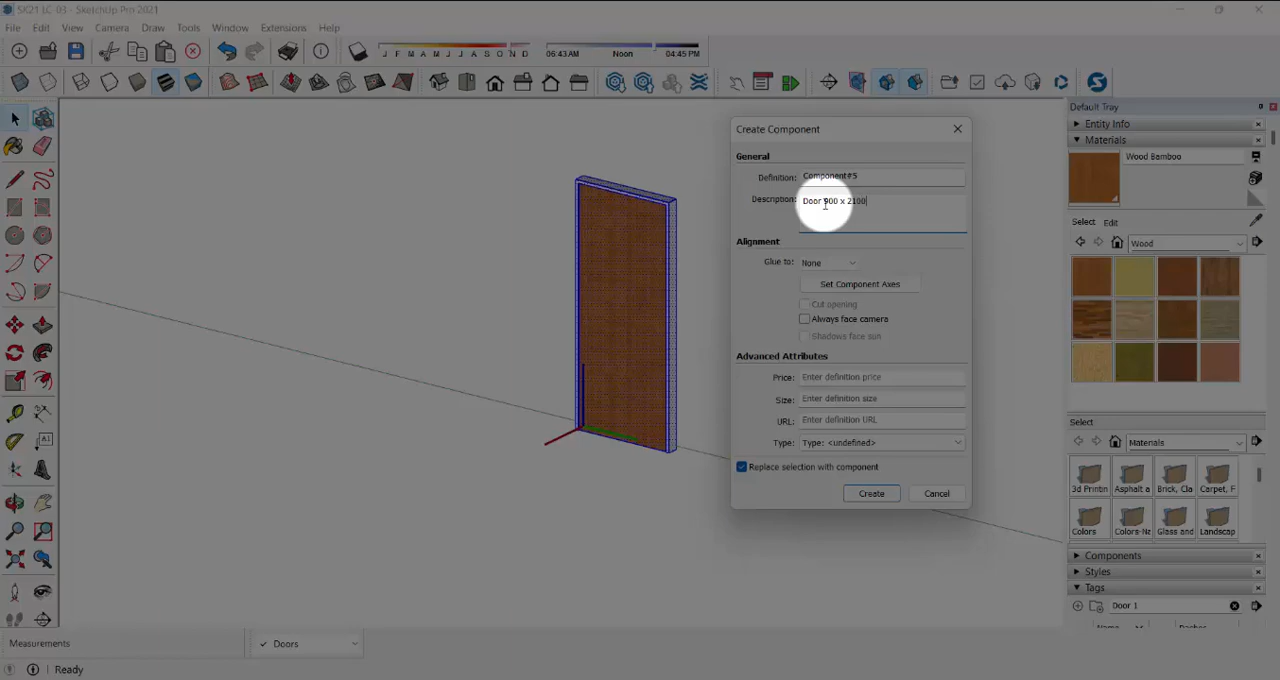 SX21 LC-03 - SketchUp Pro 2021
File Edit View Camera Draw Tools Window Extensions Help
J F M A M J J A S O N D 06:43 AM Noon 04:45 PM
Default Tray
Entity Info
Materials
Wood Bamboo
Select Edit
Wood
Select
Materials
3d Printin Asphalt a Brick, Cla Carpet, F
Colors Colors-Na Glass and Landscap
Components
Styles
Tags
Door 1
Name Dashes
Create Component
General
Definition: Component#5
Description: Door 900 x 2100
Alignment
Glue to: None
Set Component Axes
Cut opening
Always face camera
Shadows face sun
Advanced Attributes
Price: Enter definition price
Size: Enter definition size
URL: Enter definition URL
Type: Type: <undefined>
Replace selection with component
Create Cancel
A1
Measurements
Doors
Ready